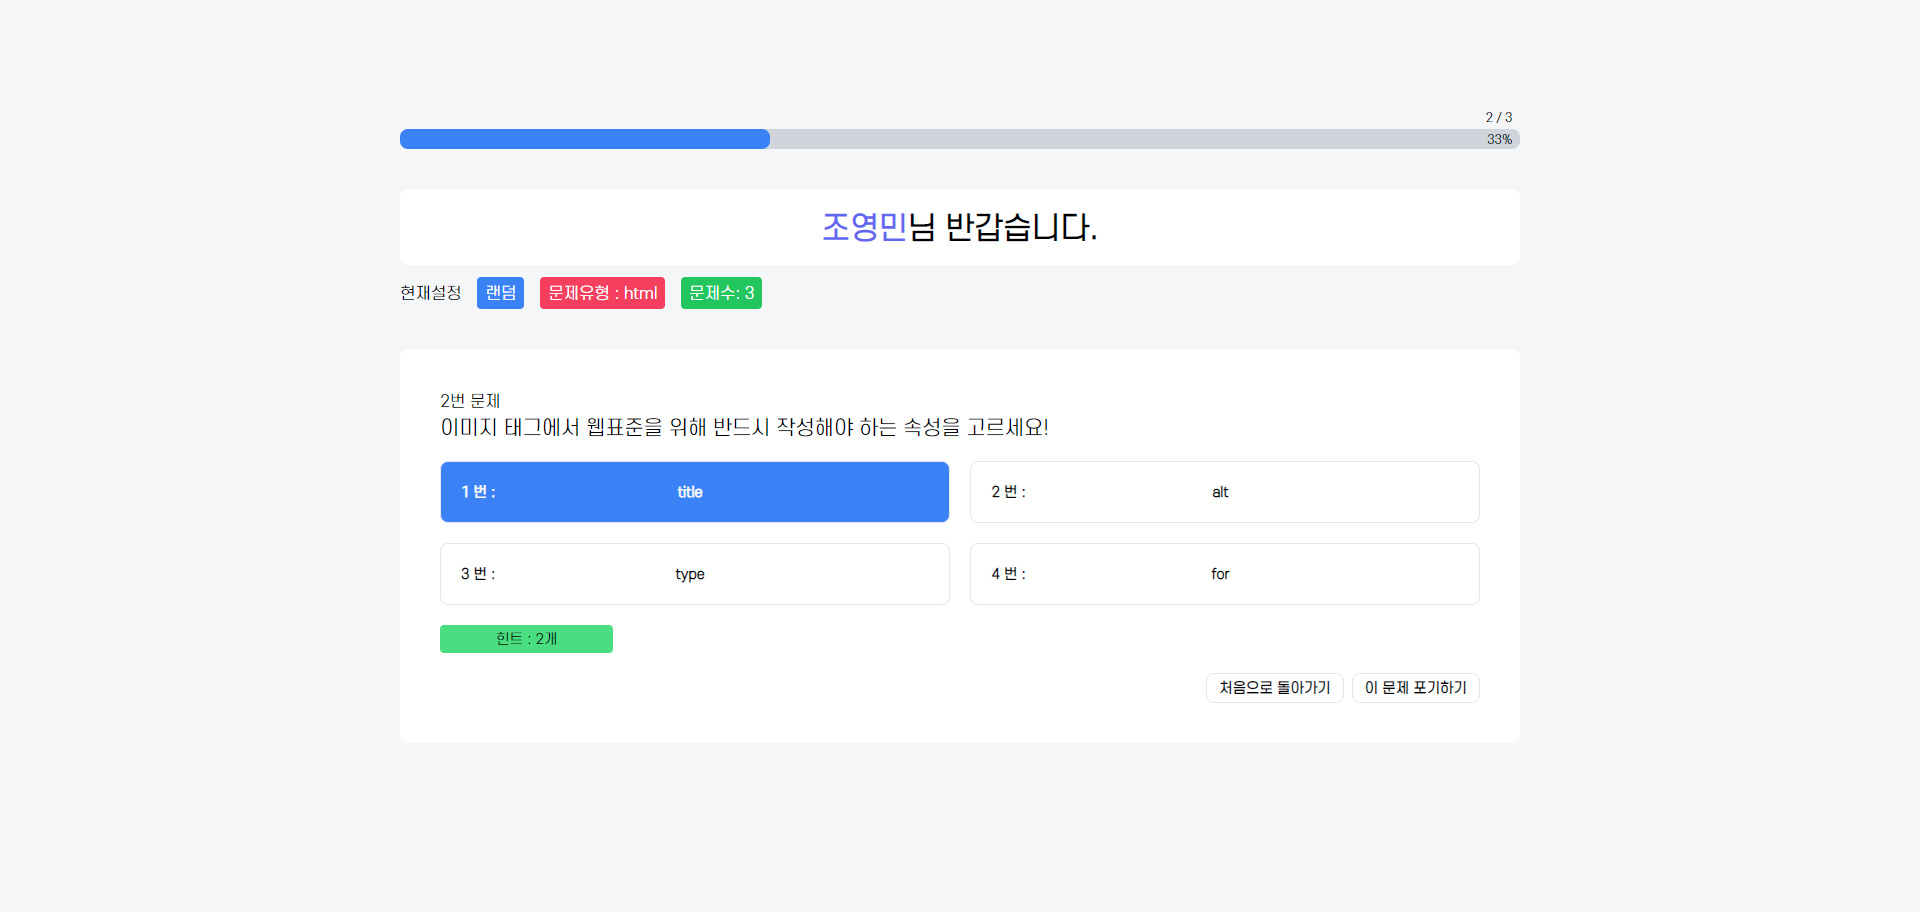 2 / 3
33%
조영민님 반갑습니다.
현재설정 랜덤 문제유형 : html 문제수: 3
2번 문제
이미지 태그에서 웹표준을 위해 반드시 작성해야 하는 속성을 고르세요!
1 번 : title
2 번 : alt
3 번 : type
4 번 : for
힌트 : 2개
처음으로 돌아가기 이 문제 포기하기